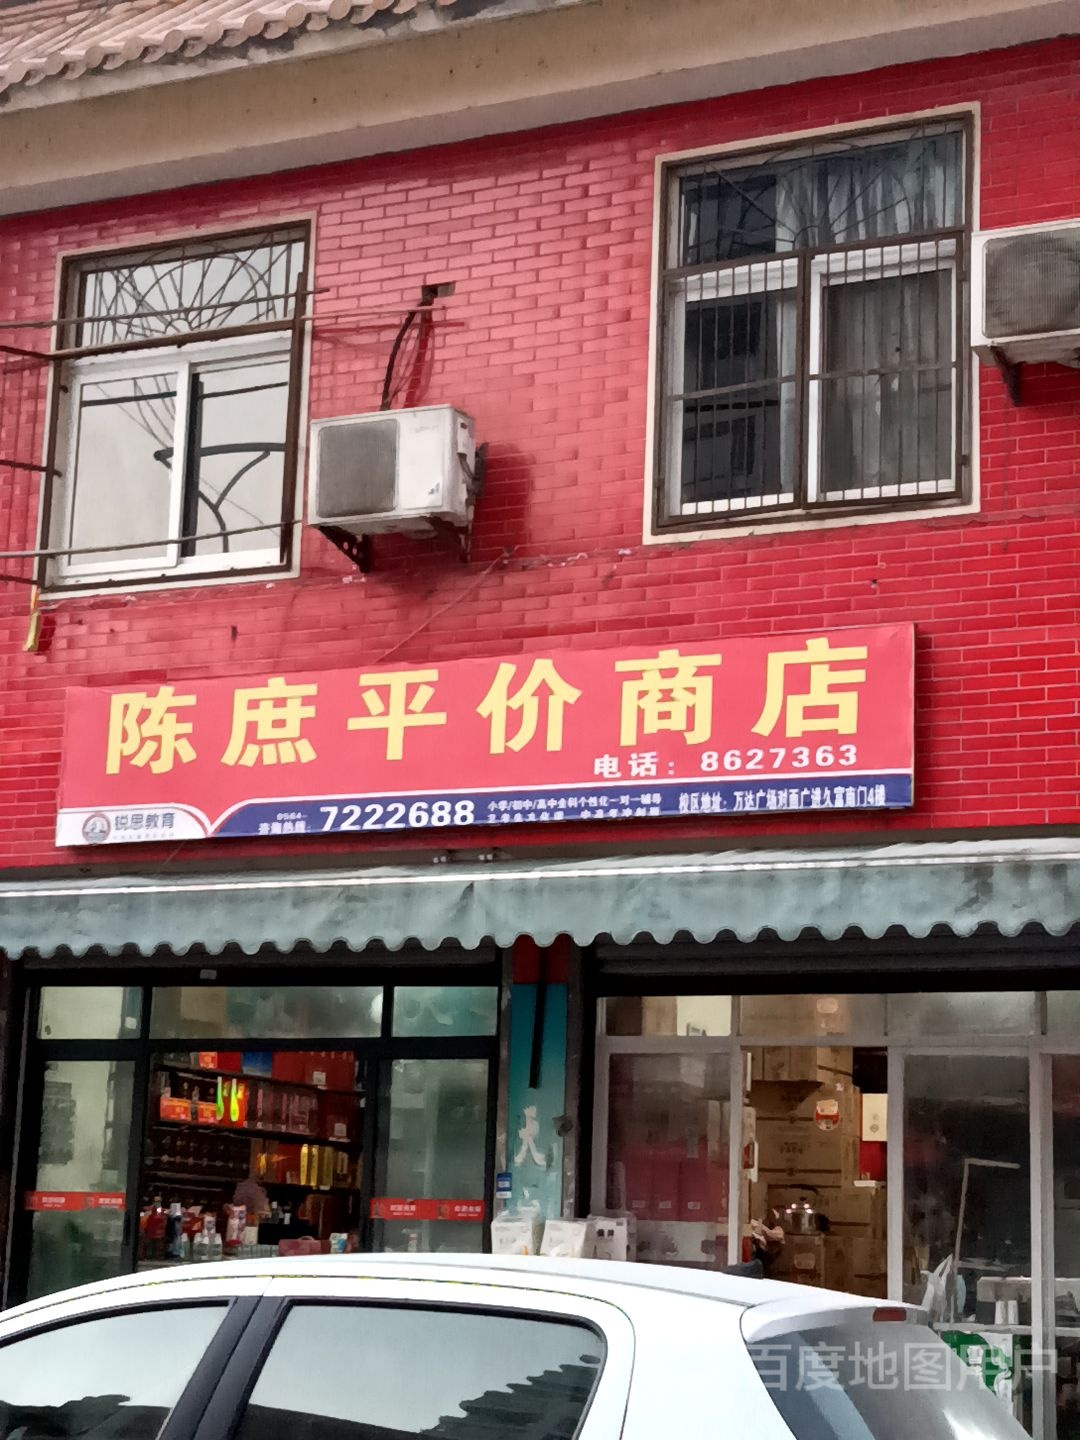 陈庶平价商店
电话: 8627363
锐思教育
0564-
咨询热线: 7222688
小学/初中/高中全科个性化一对一辅导
校区地址: 万达广场对面广进久富南门4楼
百度地图用户